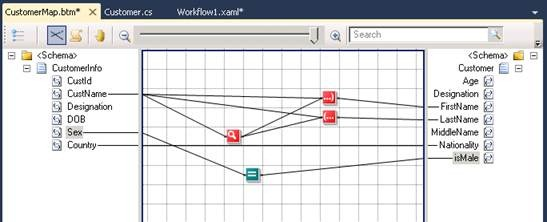 CustomerMap.btm* × Customer.cs Workflow1.xaml*
Search
<Schema>
CustomerInfo
CustId
CustName
Designation
DOB
Sex
Country
<Schema>
Customer
Age
Designation
FirstName
LastName
MiddleName
Nationality
isMale